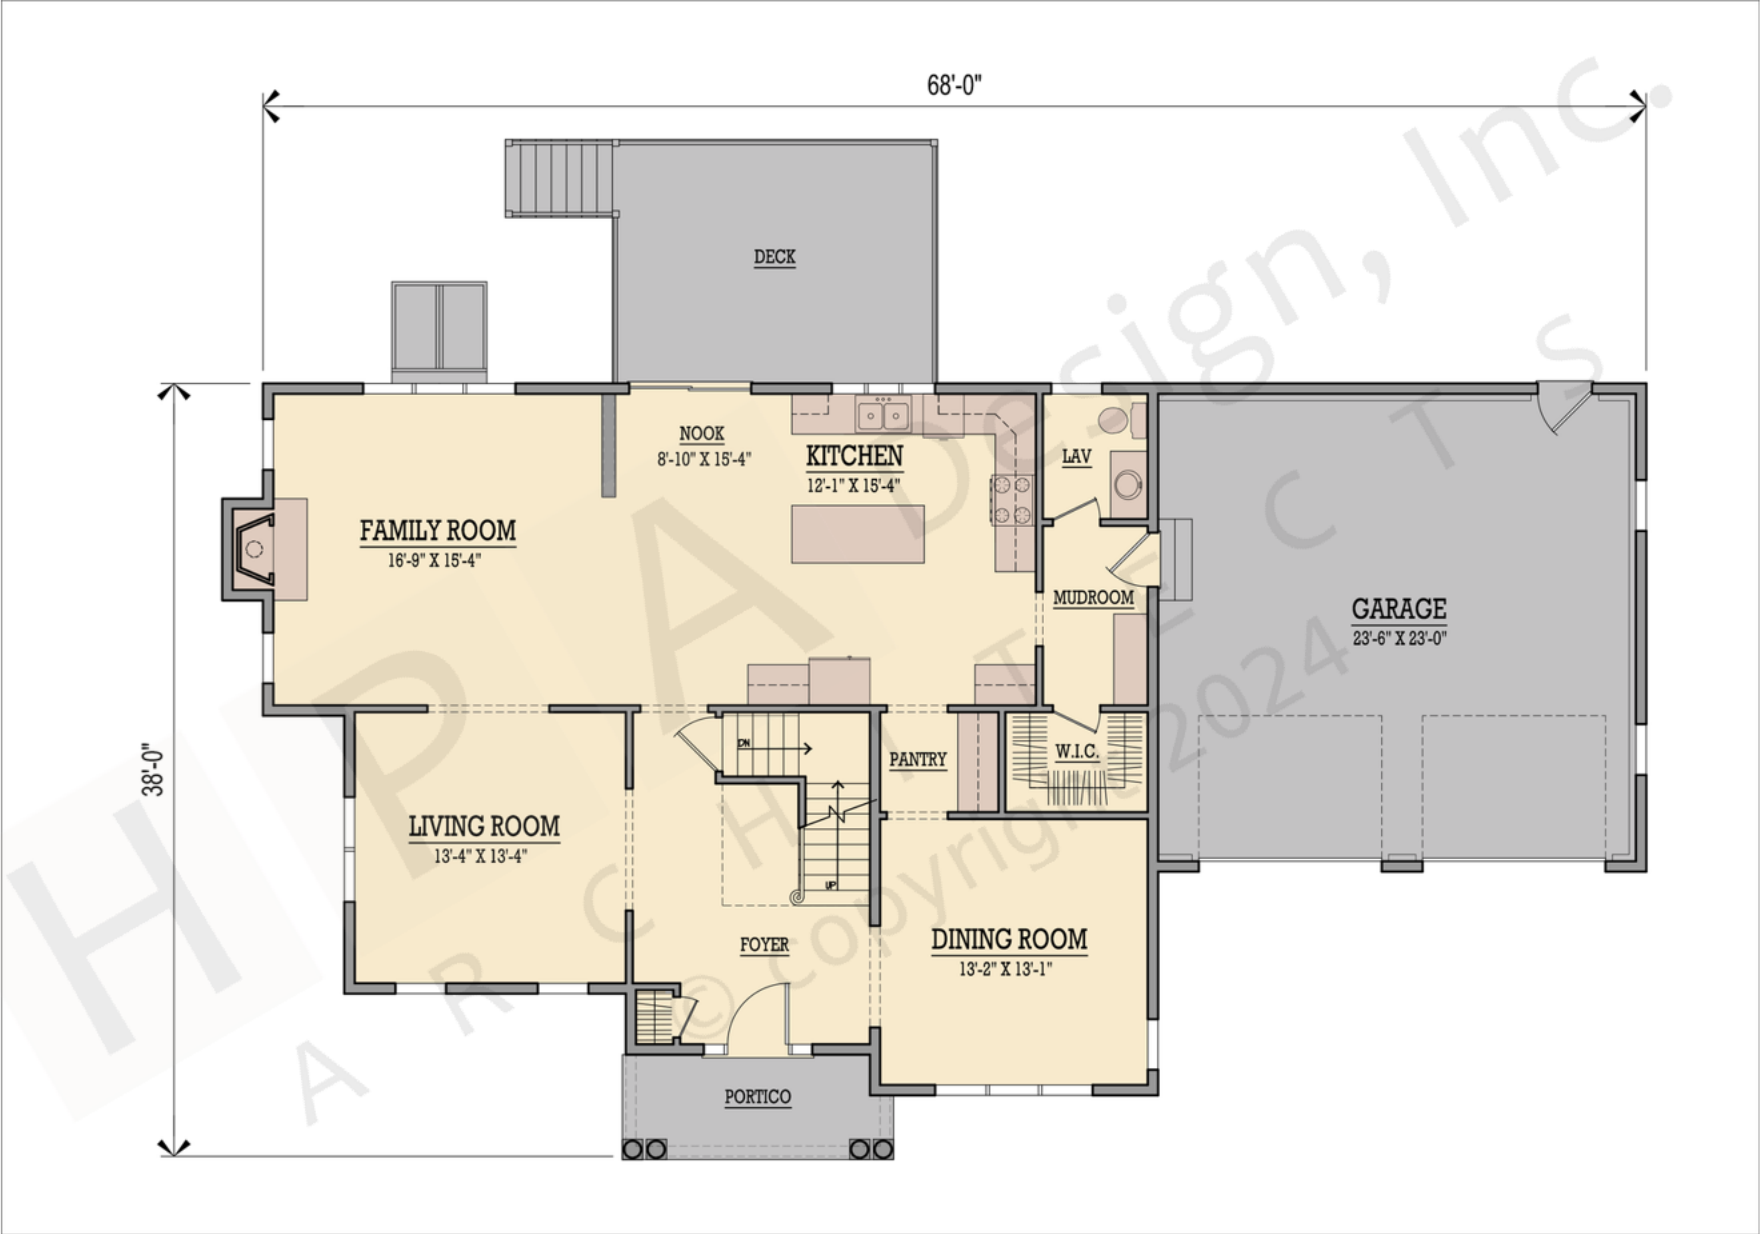 68'-0"
DECK
NOOK
8'-10" X 15'-4"
KITCHEN
12'-1" X 15'-4"
LAV
FAMILY ROOM
16'-9" X 15'-4"
MUDROOM
GARAGE
23'-6" X 23'-0"
38'-0"
DN
PANTRY
W.I.C.
LIVING ROOM
13'-4" X 13'-4"
UP
FOYER
DINING ROOM
13'-2" X 13'-1"
PORTICO
HPA Design, Inc.
ARCHITECTS
© Copyright 2024